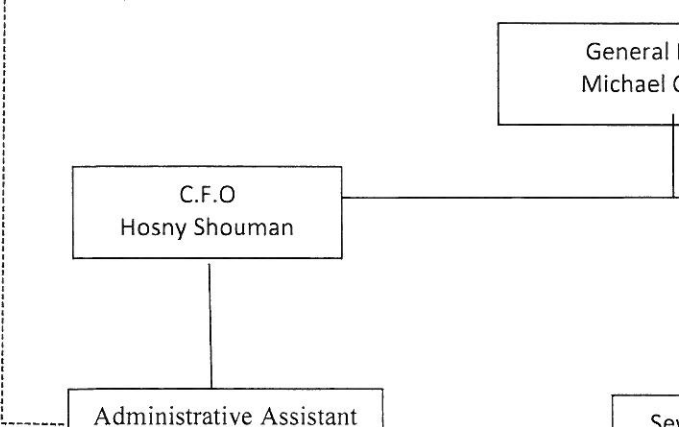 General
Michael
C.F.O
Hosny Shouman
Administrative Assistant